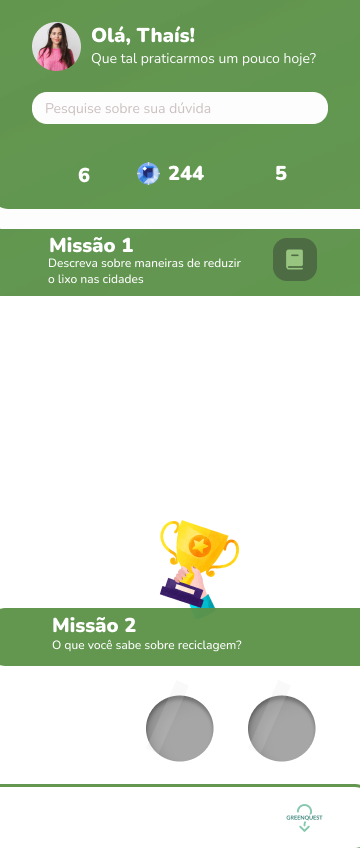 Olá, Thaís!
Que tal praticarmos um pouco hoje?
Pesquise sobre sua dúvida
6 244 5
Missão 1
Descreva sobre maneiras de reduzir
o lixo nas cidades
Missão 2
O que você sabe sobre reciclagem?
GREENQUEST